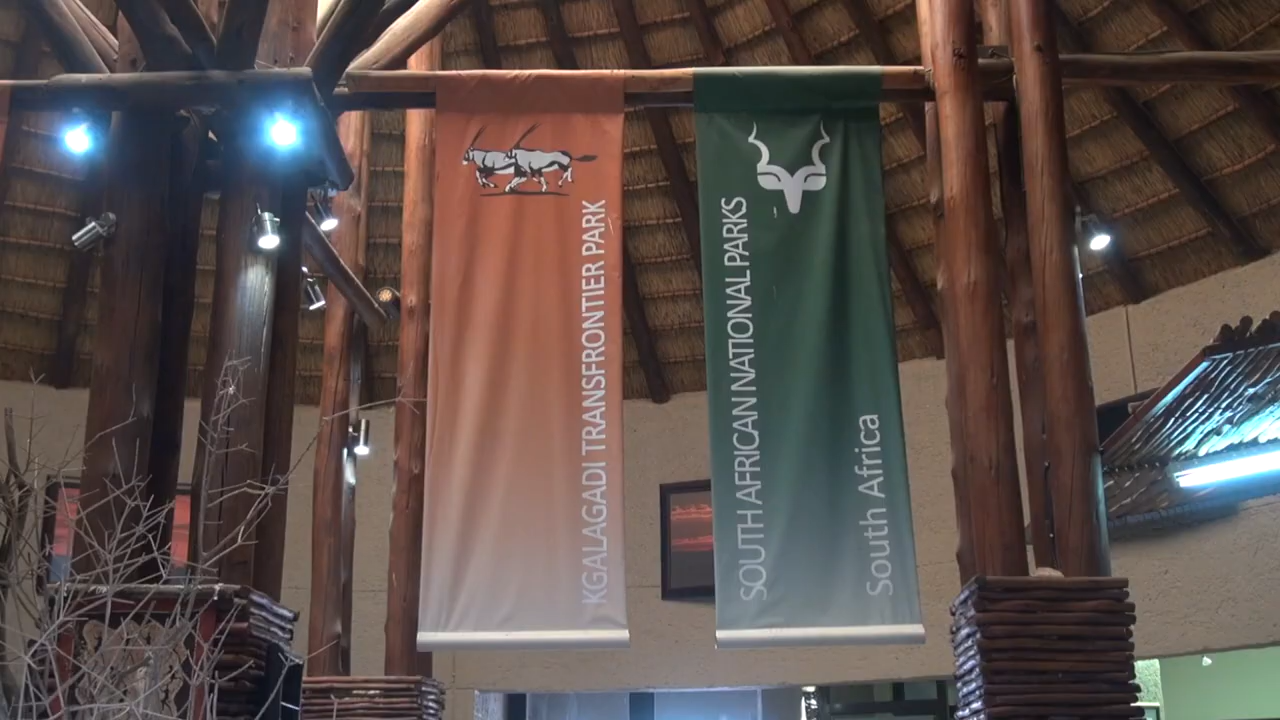 KGALAGADI TRANSFRONTIER PARK
SOUTH AFRICAN NATIONAL PARKS
South Africa